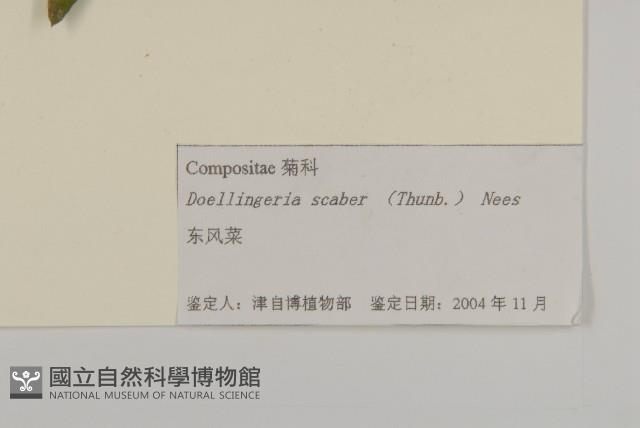 Compositae 菊科
Doellingeria scaber （Thunb.） Nees
东风菜
鉴定人：津自博植物部 鉴定日期：2004 年 11 月
國立自然科學博物館
NATIONAL MUSEUM OF NATURAL SCIENCE